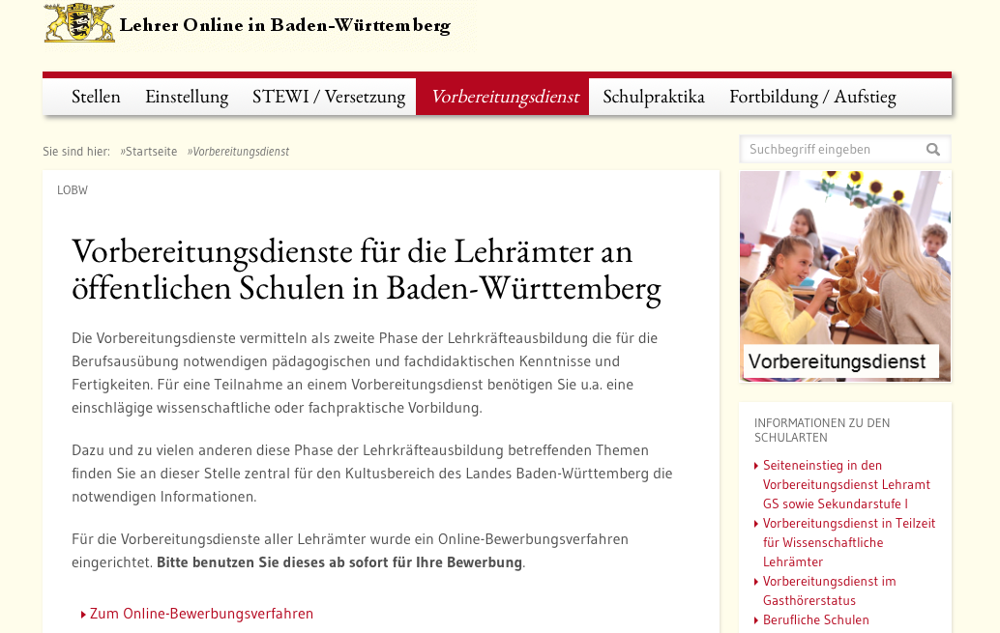 Lehrer Online in Baden-Württemberg
Stellen Einstellung STEWI / Versetzung Vorbereitungsdienst Schulpraktika Fortbildung / Aufstieg
Sie sind hier: »Startseite »Vorbereitungsdienst
Suchbegriff eingeben
LOBW
Vorbereitungsdienste für die Lehrämter an
öffentlichen Schulen in Baden-Württemberg
Die Vorbereitungsdienste vermitteln als zweite Phase der Lehrkräfteausbildung die für die
Berufsausübung notwendigen pädagogischen und fachdidaktischen Kenntnisse und
Fertigkeiten. Für eine Teilnahme an einem Vorbereitungsdienst benötigen Sie u.a. eine
einschlägige wissenschaftliche oder fachpraktische Vorbildung.
Dazu und zu vielen anderen diese Phase der Lehrkräfteausbildung betreffenden Themen
finden Sie an dieser Stelle zentral für den Kultusbereich des Landes Baden-Württemberg die
notwendigen Informationen.
Für die Vorbereitungsdienste aller Lehrämter wurde ein Online-Bewerbungsverfahren
eingerichtet. Bitte benutzen Sie dieses ab sofort für Ihre Bewerbung.
Zum Online-Bewerbungsverfahren
Vorbereitungsdienst
INFORMATIONEN ZU DEN
SCHULARTEN
Seiteneinstieg in den
Vorbereitungsdienst Lehramt
GS sowie Sekundarstufe I
Vorbereitungsdienst in Teilzeit
für Wissenschaftliche
Lehrämter
Vorbereitungsdienst im
Gasthörerstatus
Berufliche Schulen